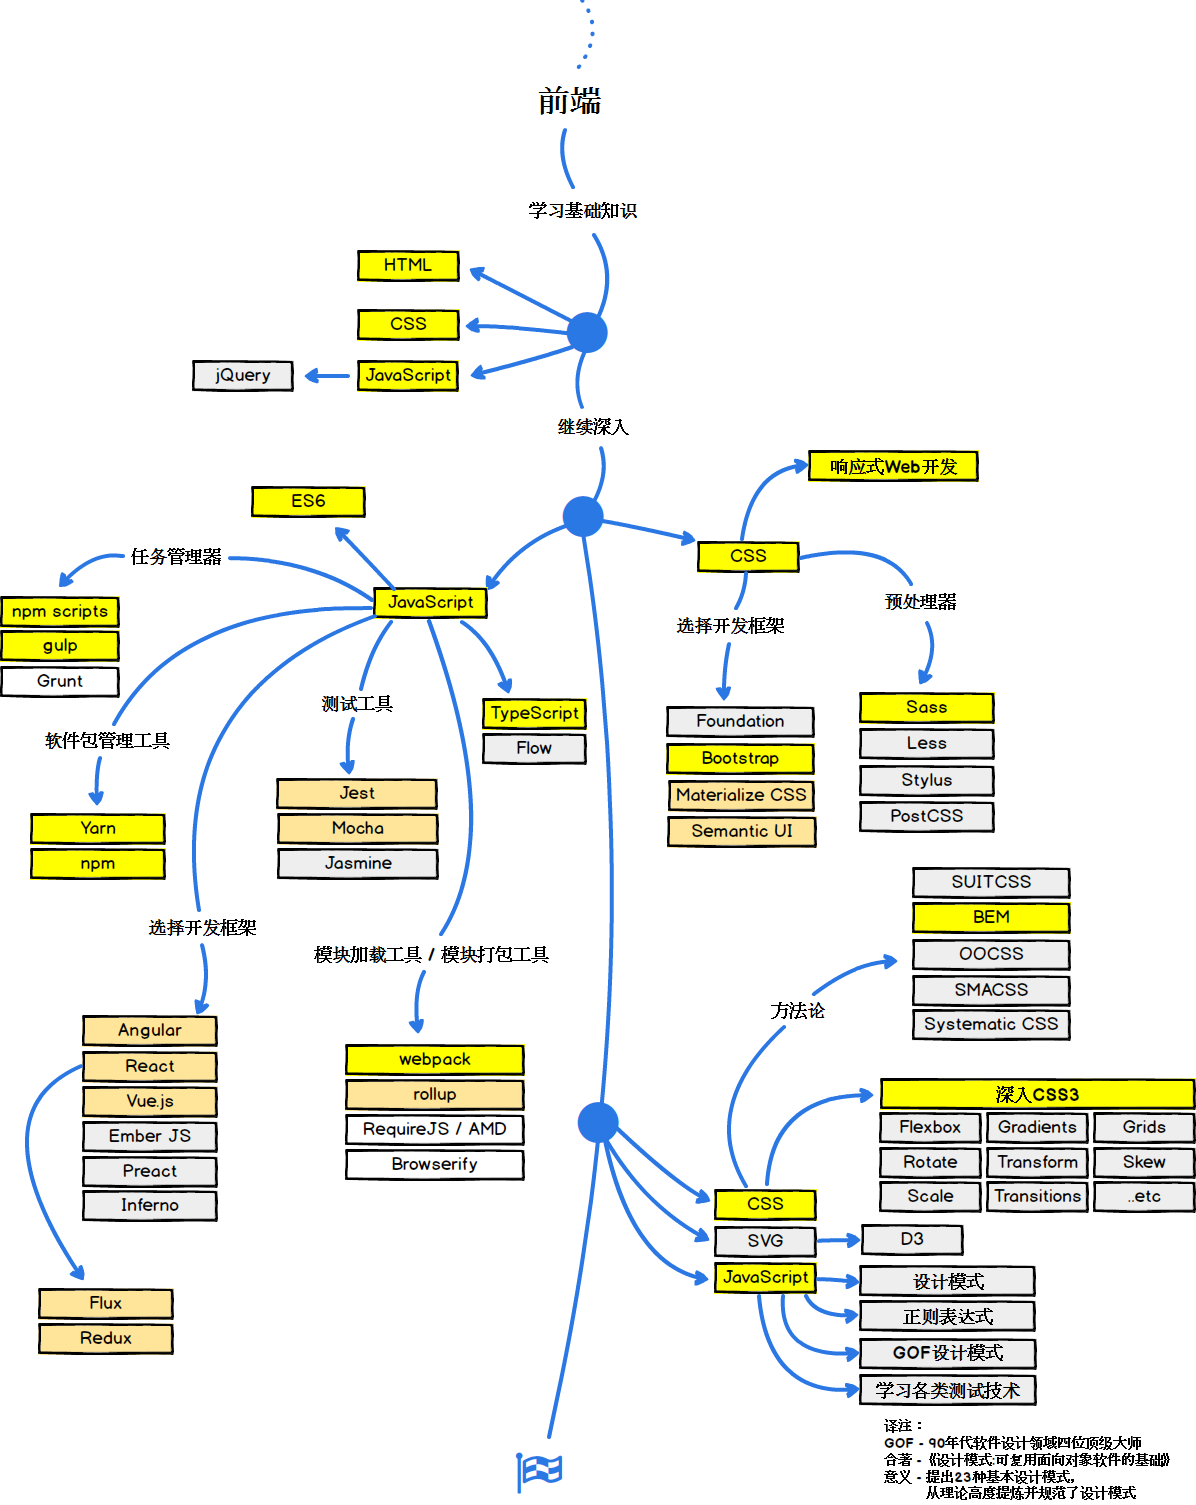 前端
学习基础知识
HTML
CSS
JavaScript
jQuery
继续深入
响应式Web开发
ES6
CSS
任务管理器
JavaScript
预处理器
选择开发框架
npm scripts
gulp
Grunt
测试工具
TypeScript
Flow
软件包管理工具
Foundation
Bootstrap
Materialize CSS
Semantic UI
Sass
Less
Stylus
PostCSS
Jest
Mocha
Jasmine
Yarn
npm
选择开发框架
模块加载工具 / 模块打包工具
SUITCSS
BEM
OOCSS
SMACSS
Systematic CSS
方法论
Angular
React
Vue.js
Ember JS
Preact
Inferno
webpack
rollup
RequireJS / AMD
Browserify
深入CSS3
Flexbox Gradients Grids
Rotate Transform Skew
Scale Transitions ..etc
CSS
SVG
D3
JavaScript
设计模式
正则表达式
GOF设计模式
学习各类测试技术
Flux
Redux
译注：
GOF - 90年代软件设计领域四位顶级大师
合著 -《设计模式:可复用面向对象软件的基础》
意义 - 提出23种基本设计模式，
从理论高度提炼并规范了设计模式